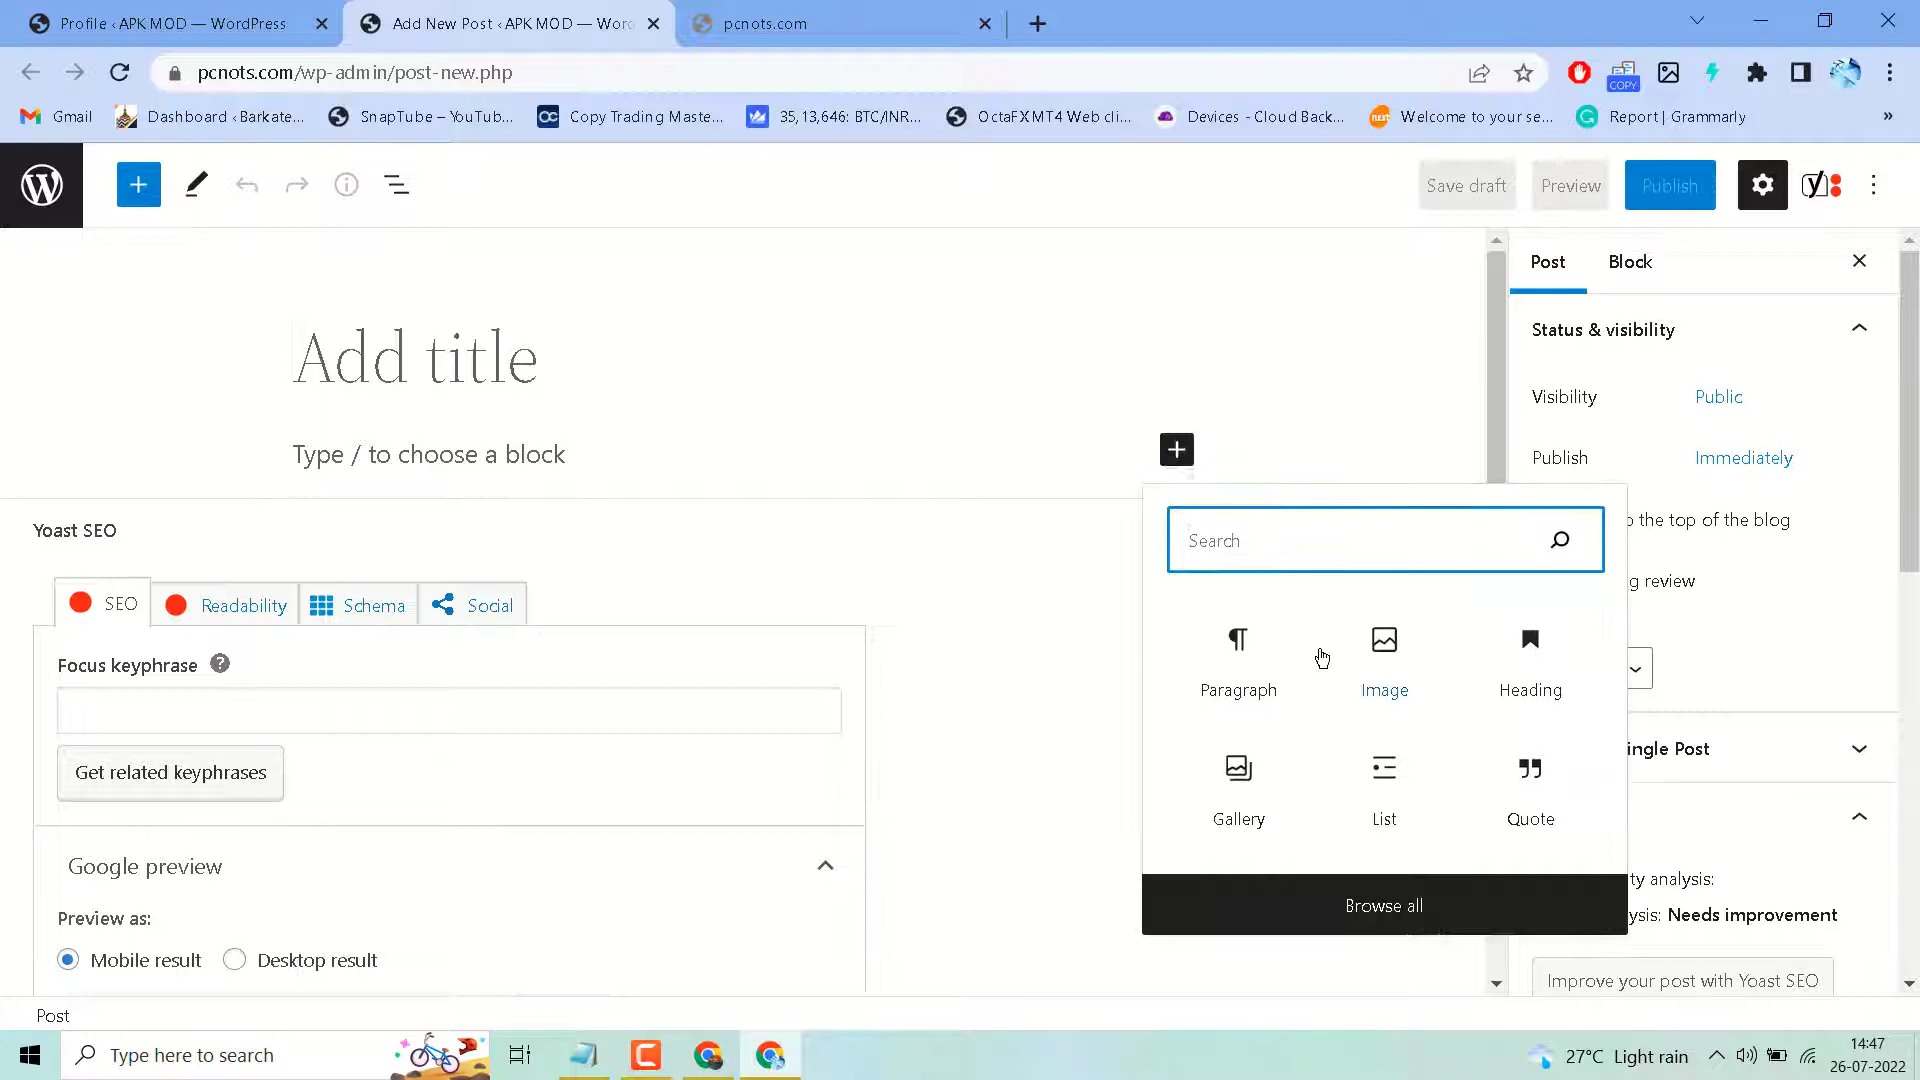 Profile ‹ APK MOD — WordPress
Add New Post ‹ APK MOD — Wor
pcnots.com
pcnots.com/wp-admin/post-new.php
COPY
Gmail
Dashboard ‹ Barkate...
SnapTube – YouTub...
CC
Copy Trading Maste...
35,13,646: BTC/INR...
OctaFX MT4 Web cli...
Devices - Cloud Back...
Welcome to your se...
Report | Grammarly
Save draft
Preview
Publish
Post
Block
Status & visibility
Add title
Visibility
Public
Type / to choose a block
Publish
Immediately
the top of the blog
Yoast SEO
Search
review
SEO
Readability
Schema
Social
Focus keyphrase
Paragraph
Image
Heading
ingle Post
Get related keyphrases
Gallery
List
Quote
Google preview
ty analysis:
Browse all
ysis: Needs improvement
Preview as:
Mobile result
Desktop result
Improve your post with Yoast SEO
Post
Type here to search
27°C Light rain
14:47
26-07-2022